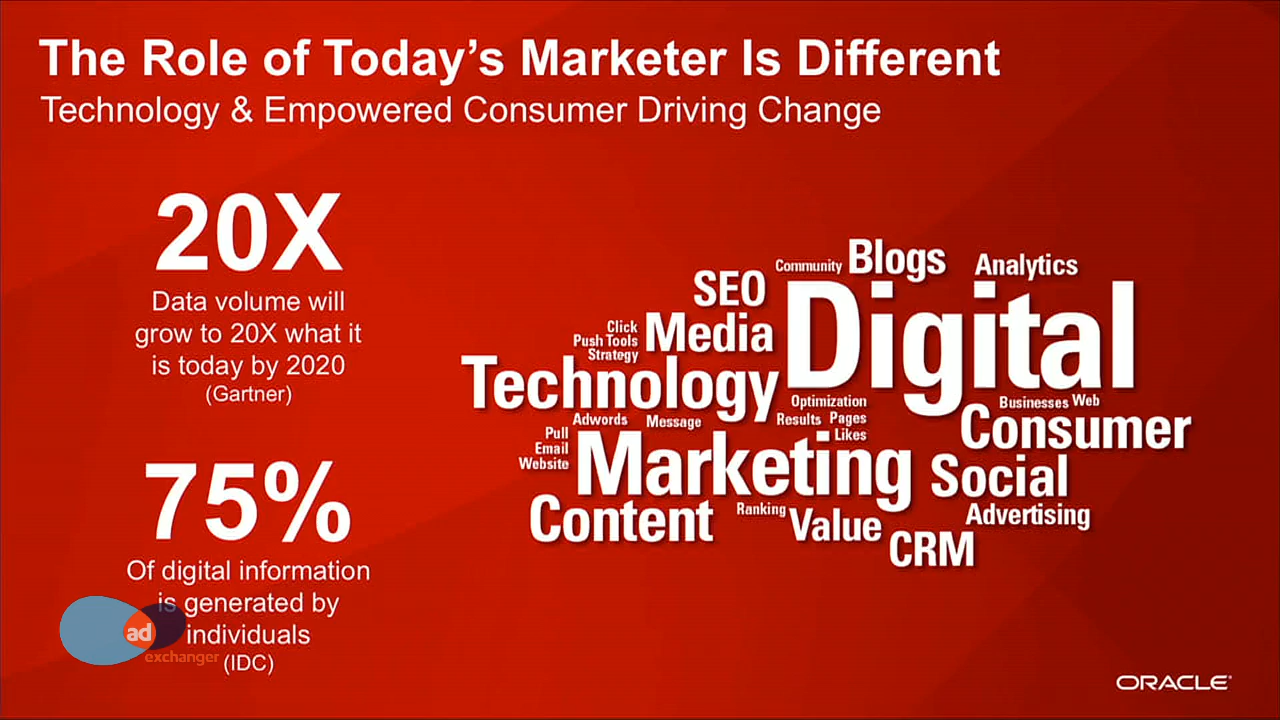 The Role of Today's Marketer Is Different
Technology & Empowered Consumer Driving Change
20X
Data volume will
grow to 20X what it
is today by 2020
(Gartner)
75%
Of digital information
is generated by
individuals
(IDC)
ad
exchanger
Community
Blogs
Analytics
SEO
Digital
Click
Push Tools
Strategy
Media
Technology
Optimization
Businesses
Web
Adwords
Message
Results
Pages
Likes
Consumer
Pull
Email
Website
Marketing
Social
Content
Ranking
Value
Advertising
CRM
ORACLE